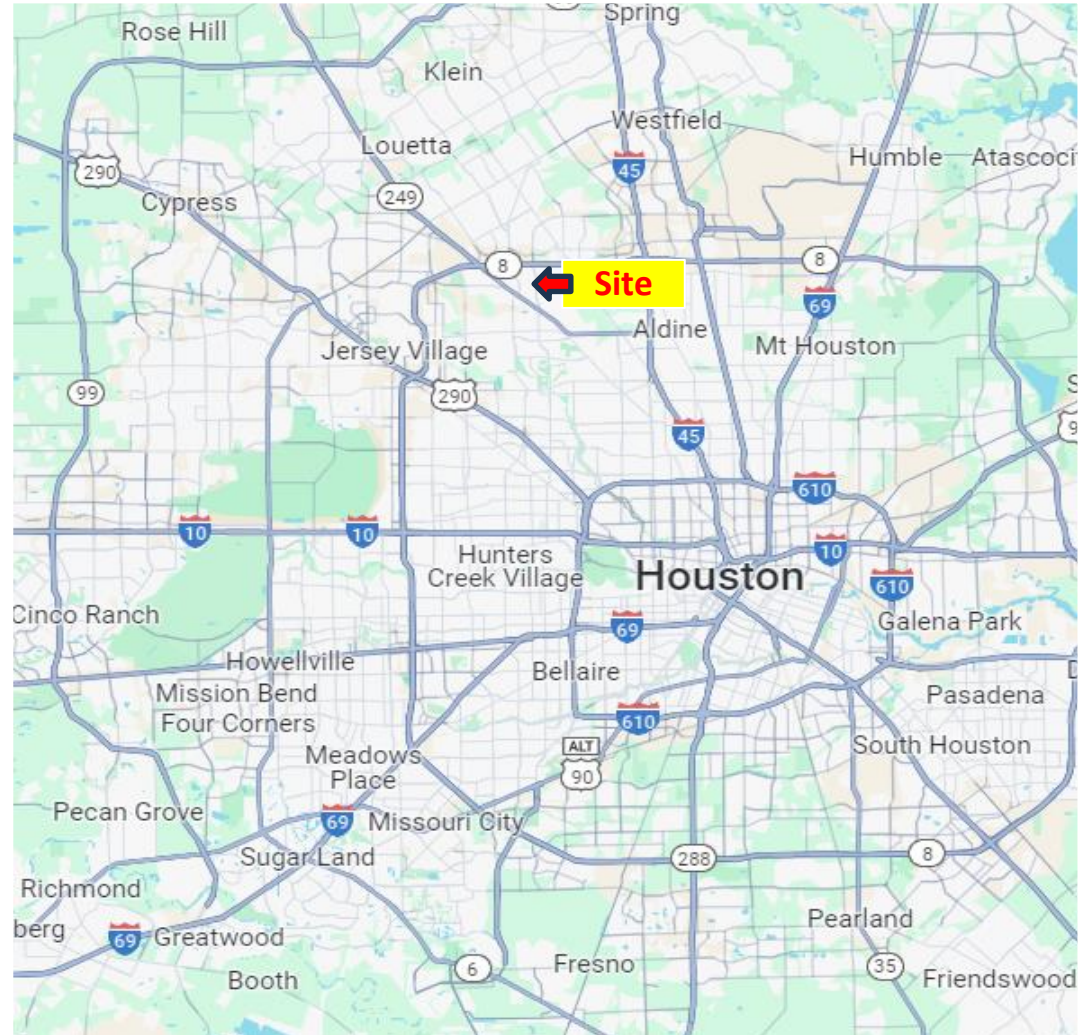 Spring
Rose Hill
Klein
Westfield
Louetta
Humble
Atascoci
290
45
Cypress
249
8
8
Site
69
Aldine
Jersey Village
Mt Houston
99
290
S
9
45
610
10
10
10
Hunters
Creek Village
Houston
610
Cinco Ranch
69
Galena Park
Howellville
Bellaire
Mission Bend
Four Corners
Pasadena
610
Meadows
Place
ALT
90
South Houston
Pecan Grove
69
Missouri City
Sugar Land
288
8
Richmond
berg
69
Greatwood
Pearland
Booth
6
Fresno
35
Friendswood